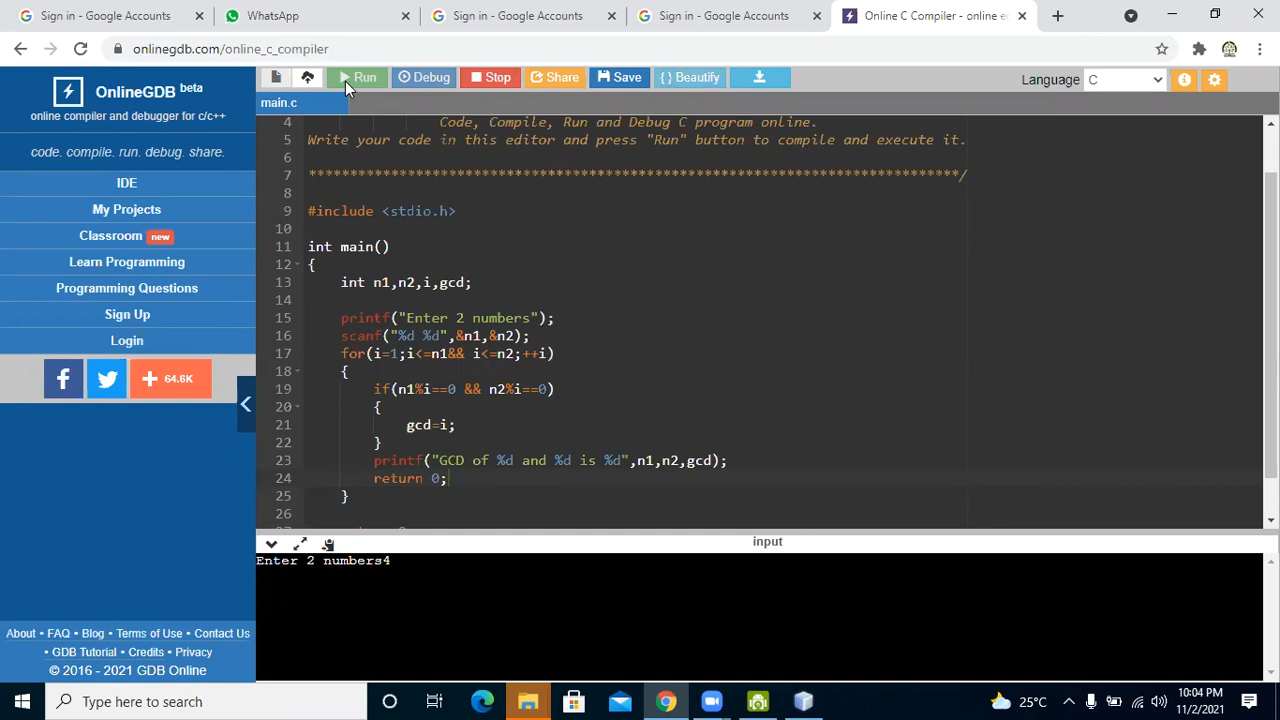 Sign in - Google Accounts
WhatsApp
Sign in - Google Accounts
Sign in - Google Accounts
Online C Compiler - online e
onlinegdb.com/online_c_compiler
OnlineGDB beta
online compiler and debugger for c/c++
code. compile. run. debug. share.
IDE
My Projects
Classroom new
Learn Programming
Programming Questions
Sign Up
Login
64.6K
About • FAQ • Blog • Terms of Use • Contact Us
• GDB Tutorial • Credits • Privacy
© 2016 - 2021 GDB Online
Run Debug Stop Share Save { } Beautify
Language C
main.c
4 Code, Compile, Run and Debug C program online.
5 Write your code in this editor and press "Run" button to compile and execute it.
6
7 *******************************************************************************/
8
9 #include <stdio.h>
10
11 int main()
12 {
13 int n1,n2,i,gcd;
14
15 printf("Enter 2 numbers");
16 scanf("%d %d",&n1,&n2);
17 for(i=1;i<=n1&& i<=n2;++i)
18 {
19 if(n1%i==0 && n2%i==0)
20 {
21 gcd=i;
22 }
23 printf("GCD of %d and %d is %d",n1,n2,gcd);
24 return 0;
25 }
26
input
Enter 2 numbers4
Type here to search
25°C
10:04 PM
11/2/2021